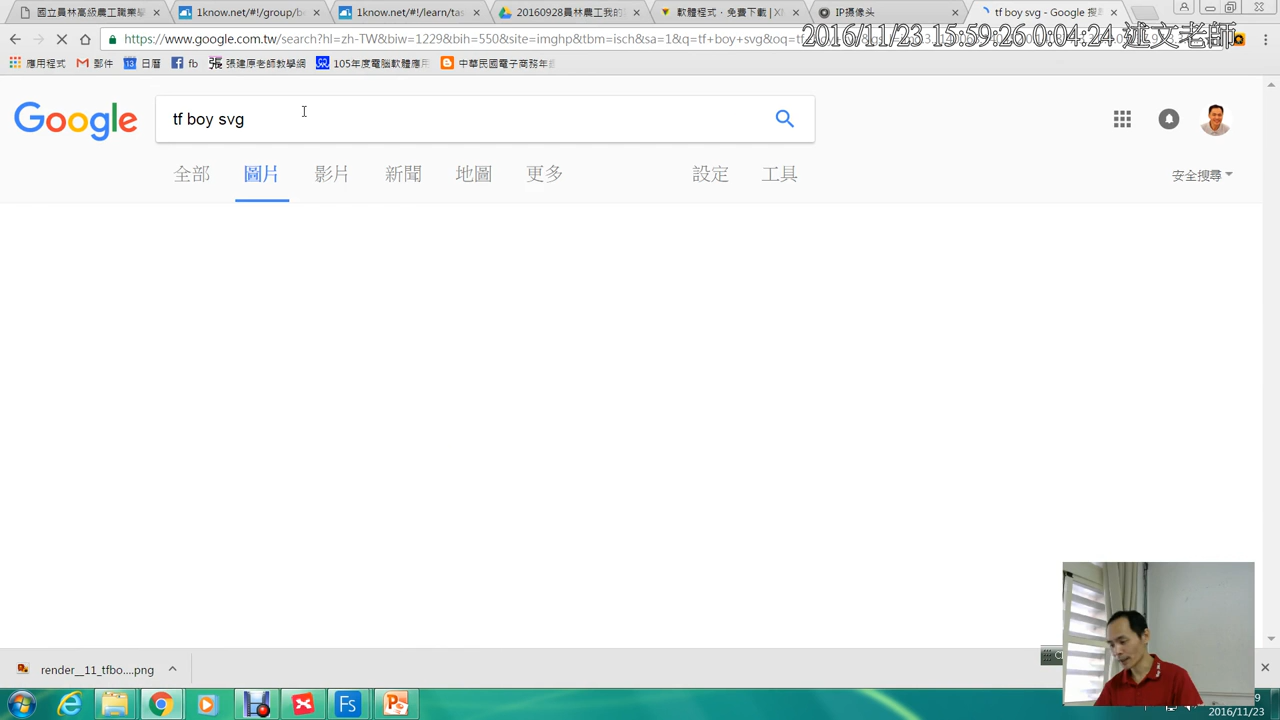 國立員林高級農工職業學
1know.net/#!/group/b
1know.net/#!/learn/tas
20160928員林農工我的
軟體程式‧免費下載 | X
IP摄像头
tf boy svg - Google 搜
https://www.google.com.tw/search?hl=zh-TW&biw=1229&bih=550&site=imghp&tbm=isch&sa=1&q=tf+boy+svg&oq=t
2016/11/23 15:59:26 0:04:24 述文老師
應用程式
郵件
13
日曆
fb
張建原老師教學網
105年度電腦軟體應用
中華民國電子商務年
Google
tf boy svg
全部
圖片
影片
新聞
地圖
更多
設定
工具
安全搜尋
render__11_tfbo....png
Fs
2016/11/23